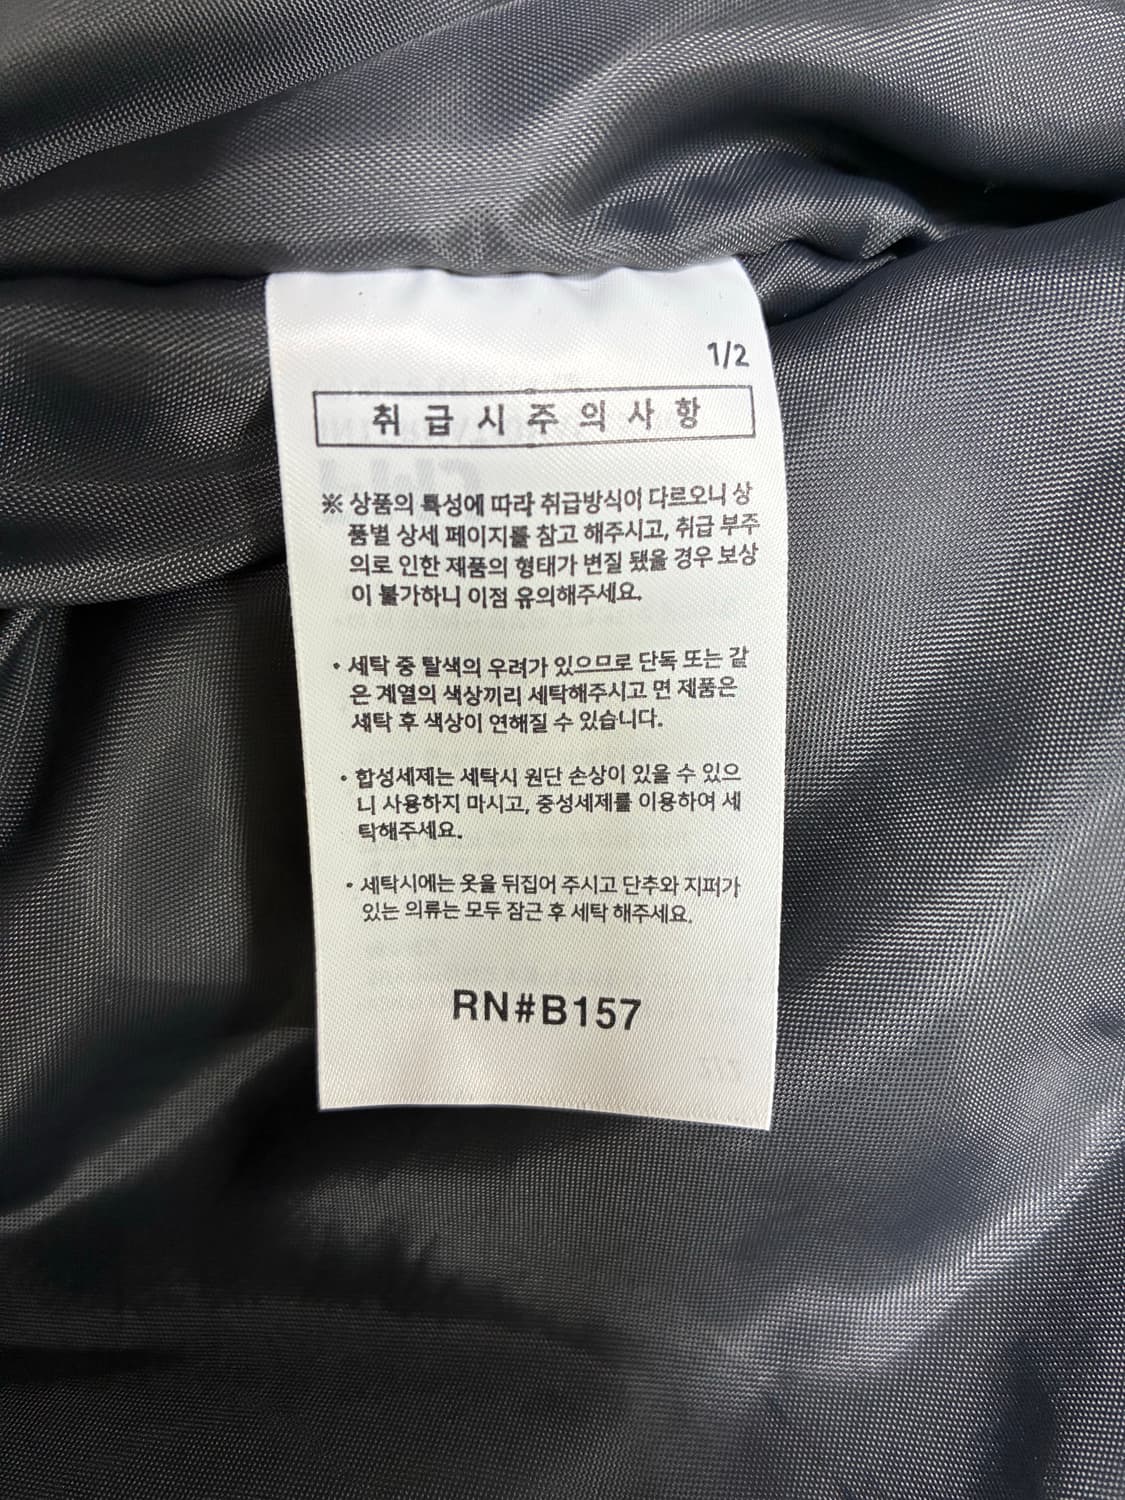 1/2
취급시주의사항
※ 상품의 특성에 따라 취급방식이 다르오니 상
품별 상세 페이지를 참고 해주시고, 취급 부주
의로 인한 제품의 형태가 변질 됐을 경우 보상
이 불가하니 이점 유의해주세요.
• 세탁 중 탈색의 우려가 있으므로 단독 또는 같
은 계열의 색상끼리 세탁해주시고 면 제품은
세탁 후 색상이 연해질 수 있습니다.
• 합성세제는 세탁시 원단 손상이 있을 수 있으
니 사용하지 마시고, 중성세제를 이용하여 세
탁해주세요.
• 세탁시에는 옷을 뒤집어 주시고 단추와 지퍼가
있는 의류는 모두 잠근 후 세탁 해주세요.
RN#B157